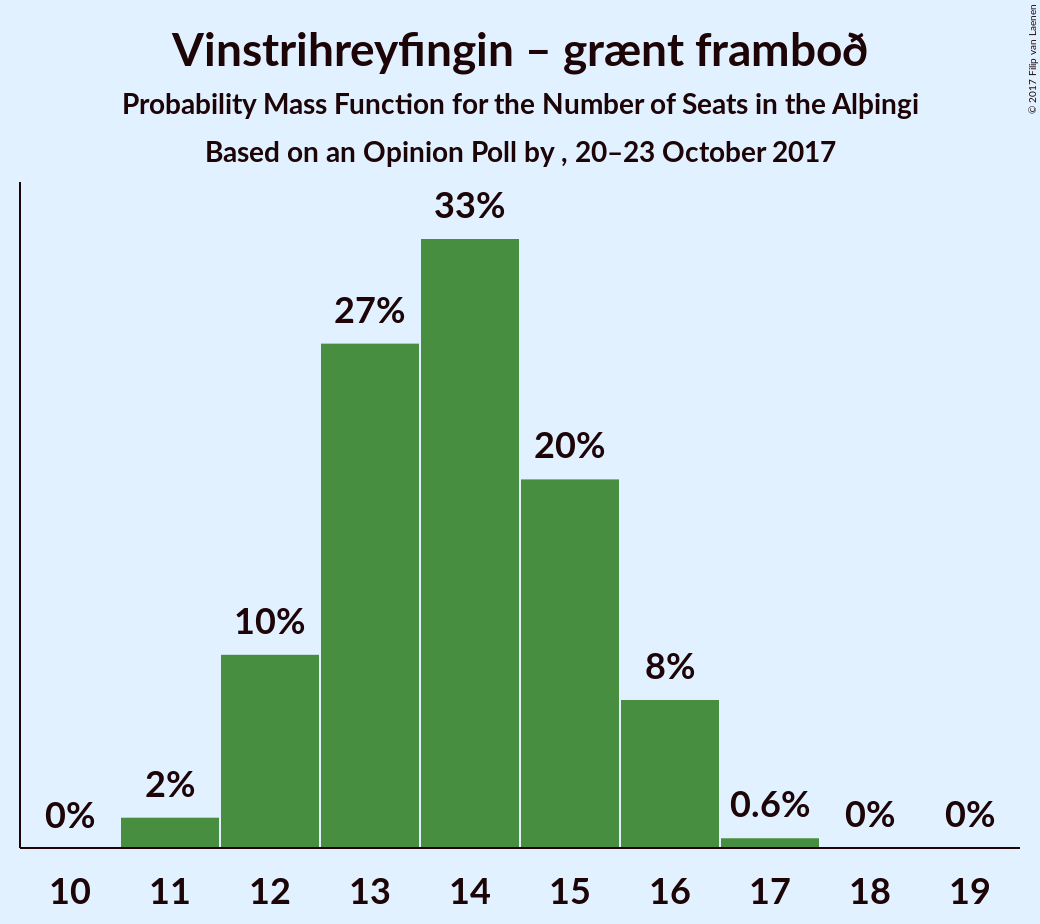 Vinstrihreyfingin – grænt framboð
Probability Mass Function for the Number of Seats in the Alþingi
Based on an Opinion Poll by , 20–23 October 2017
© 2017 Filip van Laenen
33%
27%
20%
10%
8%
2%
0.6%
0%
0%
0%
10 11 12 13 14 15 16 17 18 19